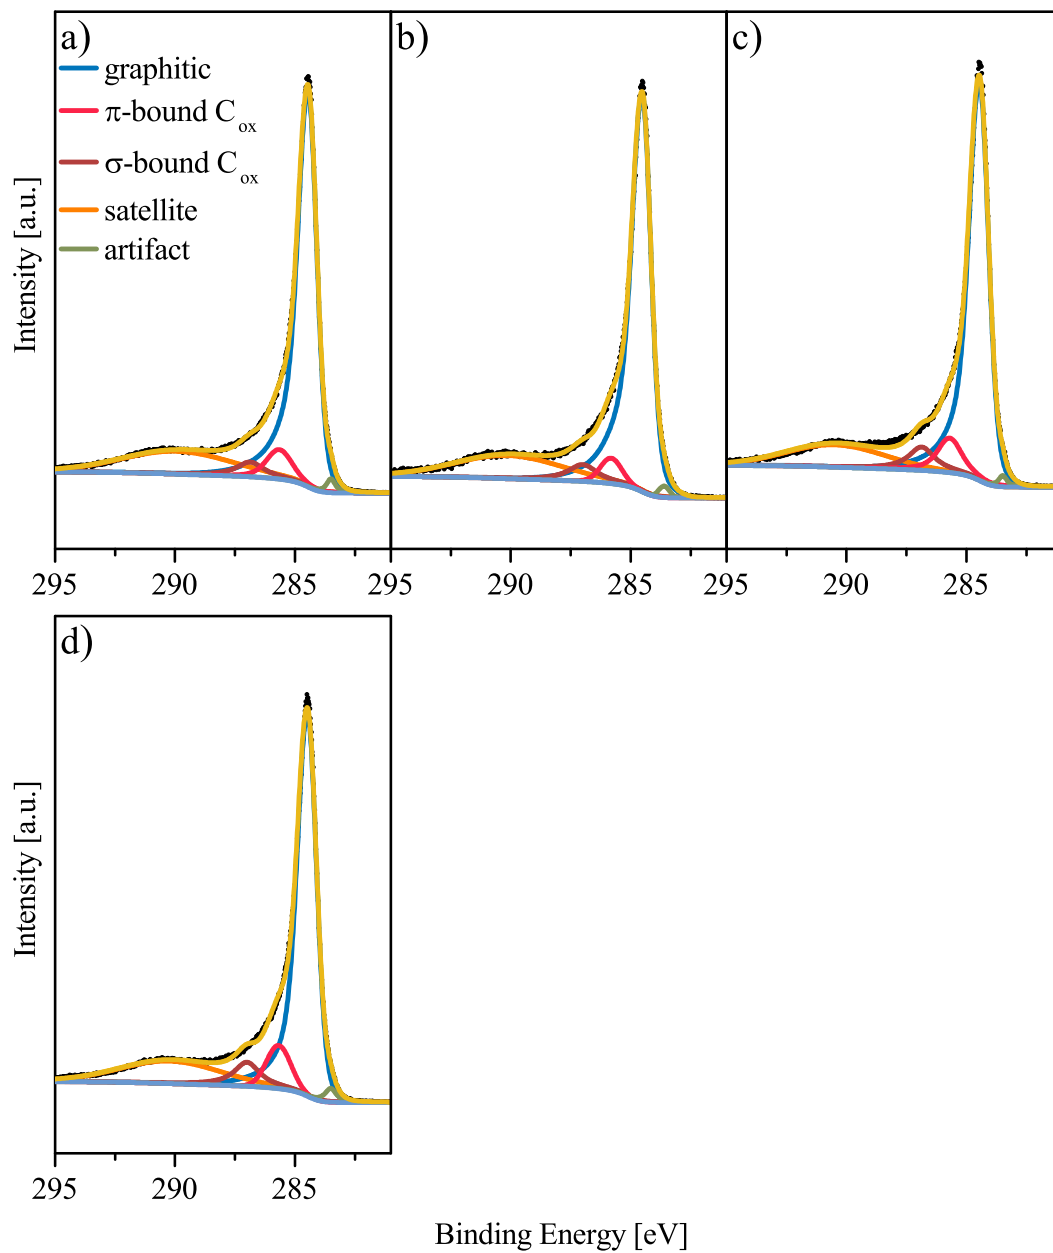 a)
b)
c)
graphitic
π-bound Cox
σ-bound Cox
satellite
artifact
Intensity [a.u.]
295 290 285 295 290 285 295 290 285
d)
Intensity [a.u.]
295 290 285
Binding Energy [eV]